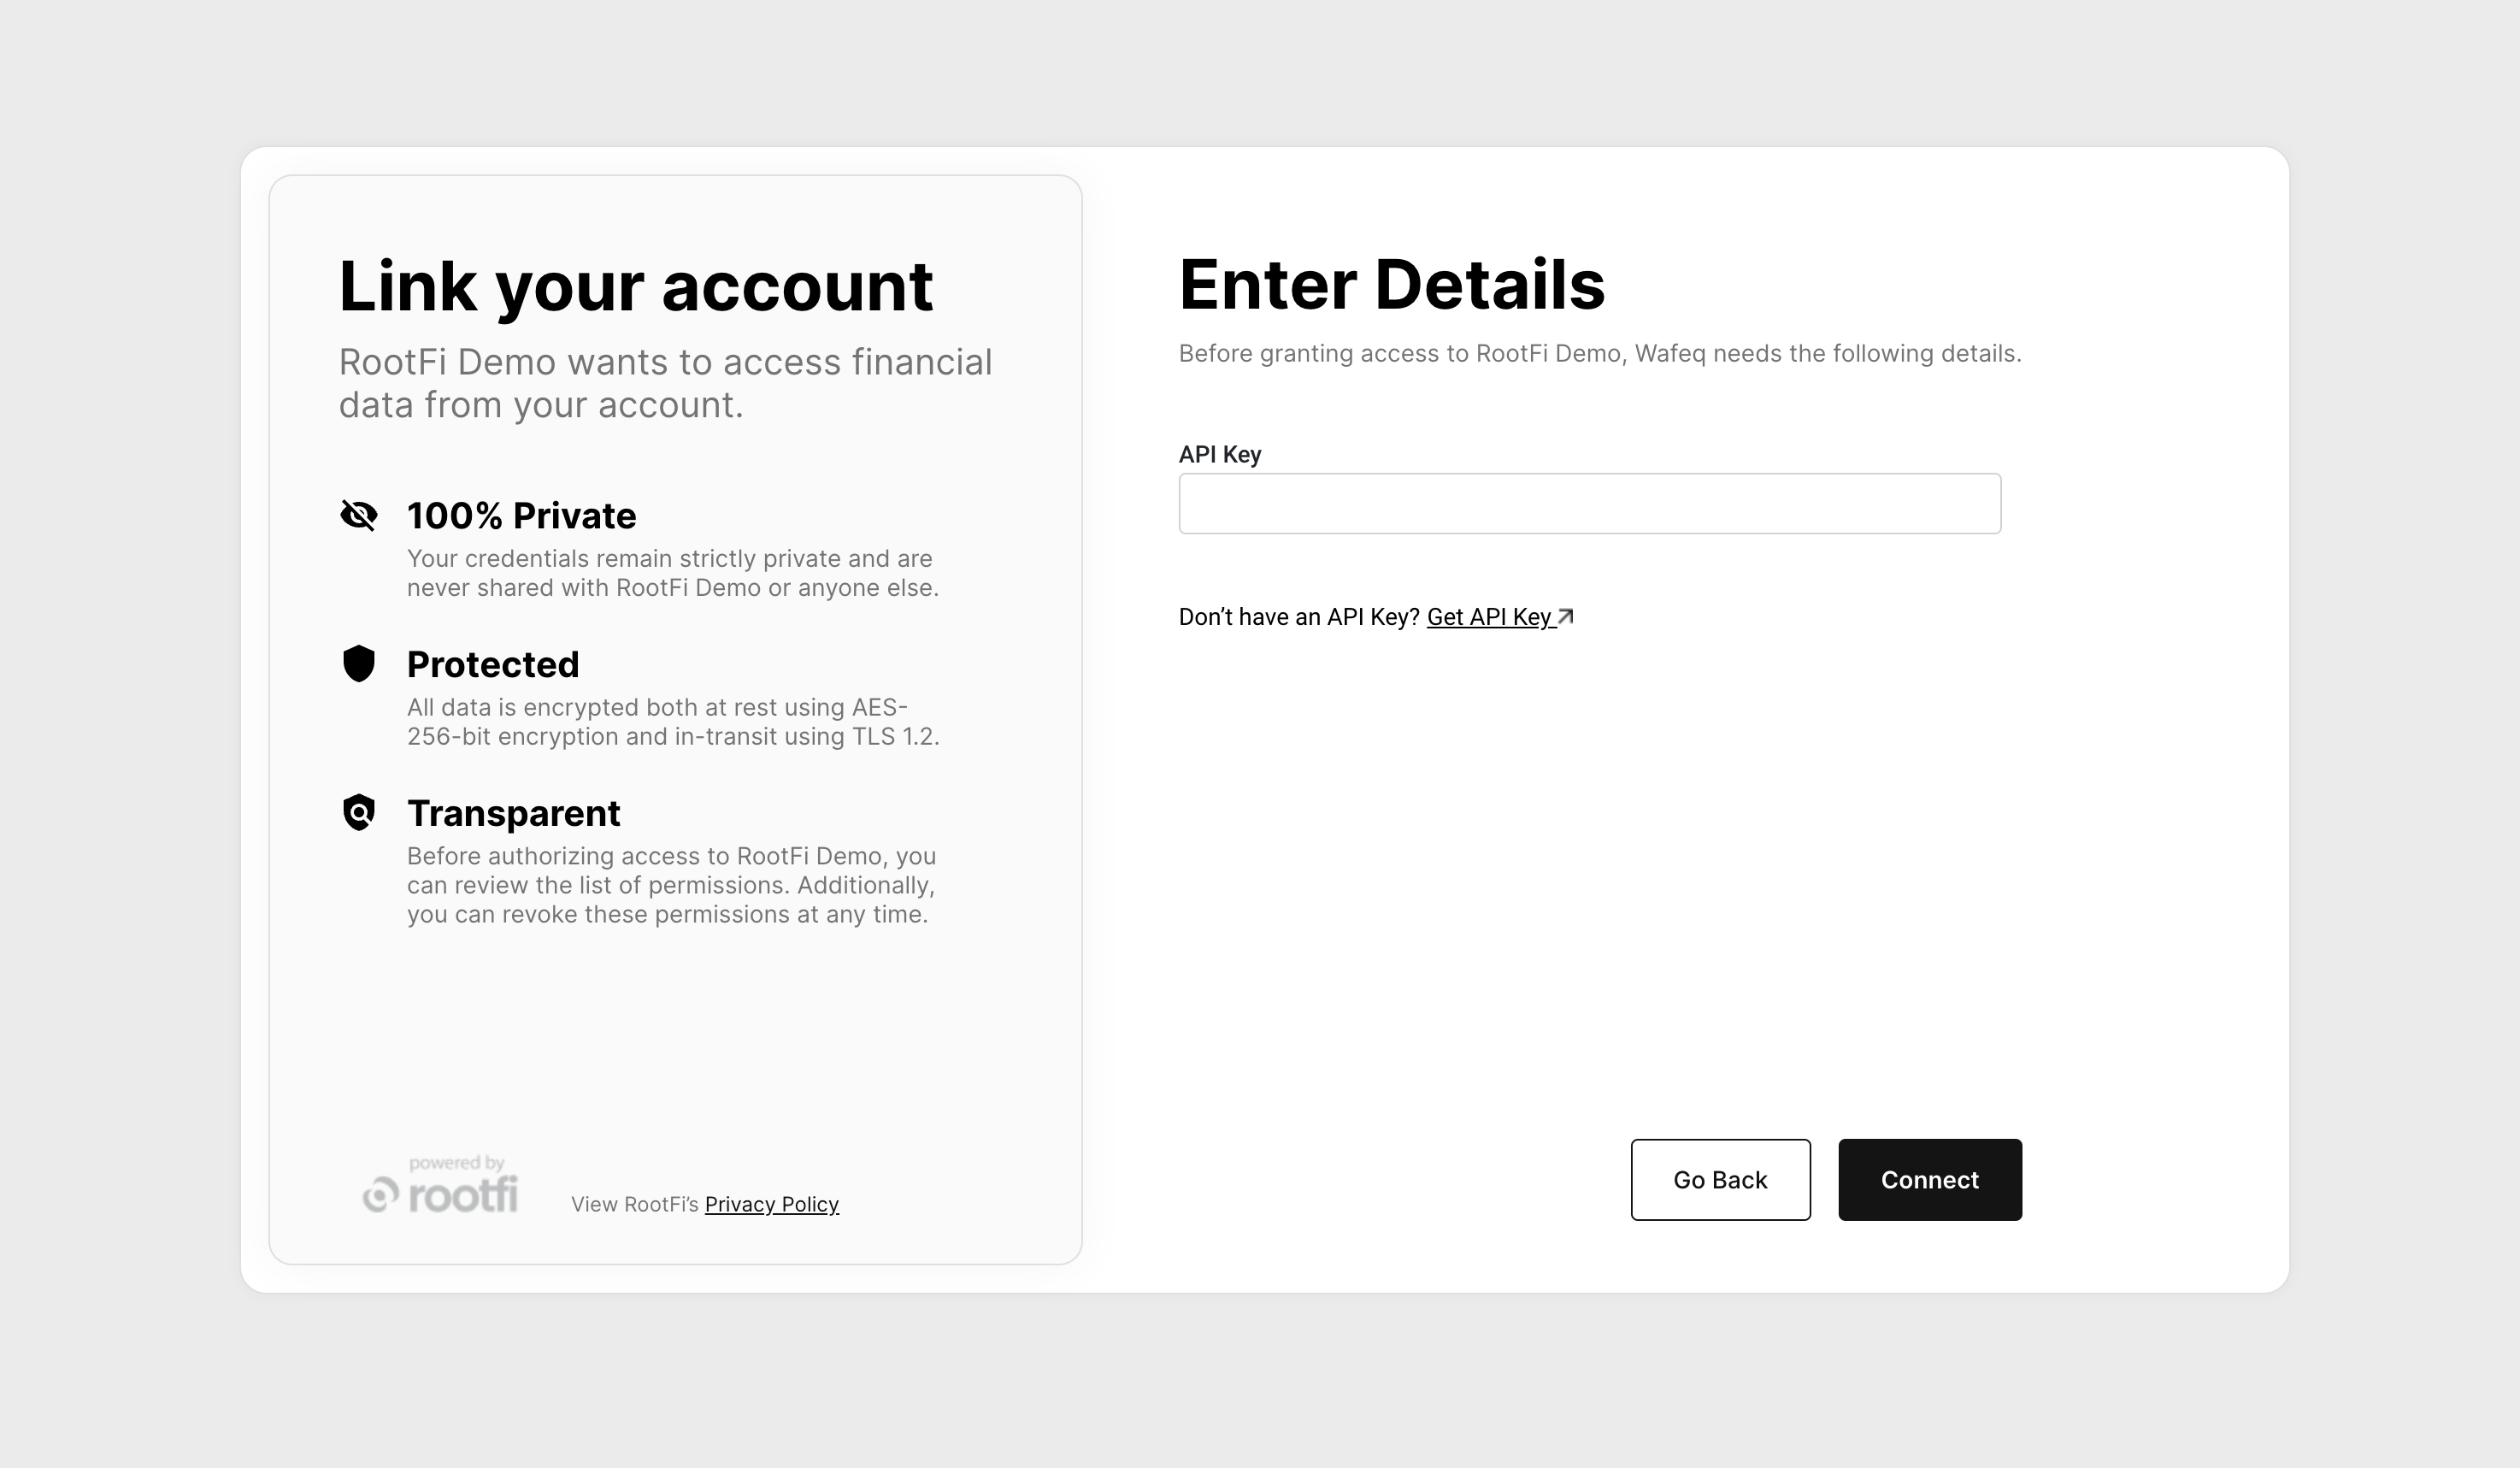 Link your account
RootFi Demo wants to access financial
data from your account.
100% Private
Your credentials remain strictly private and are
never shared with RootFi Demo or anyone else.
Protected
All data is encrypted both at rest using AES-
256-bit encryption and in-transit using TLS 1.2.
Transparent
Before authorizing access to RootFi Demo, you
can review the list of permissions. Additionally,
you can revoke these permissions at any time.
powered by
rootfi
View RootFi’s Privacy Policy
Enter Details
Before granting access to RootFi Demo, Wafeq needs the following details.
API Key
Don’t have an API Key? Get API Key
Go Back
Connect